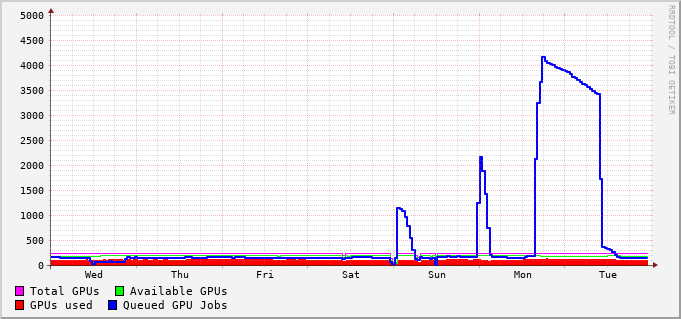 5000
4500
4000
3500
3000
2500
2000
1500
1000
500
0
Wed Thu Fri Sat Sun Mon Tue
Total GPUs Available GPUs
GPUs used Queued GPU Jobs
RRDTOOL / TOBI OETIKER